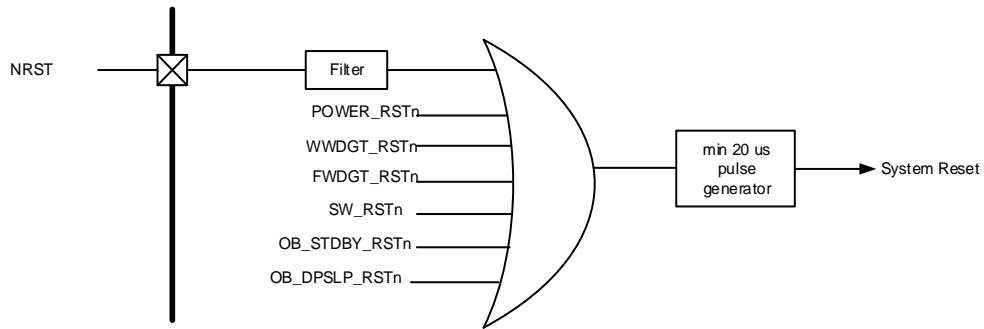 NRST
Filter
POWER_RSTn
WWDGT_RSTn
FWDGT_RSTn
SW_RSTn
OB_STDBY_RSTn
OB_DPSLP_RSTn
min 20 us
pulse
generator
System Reset